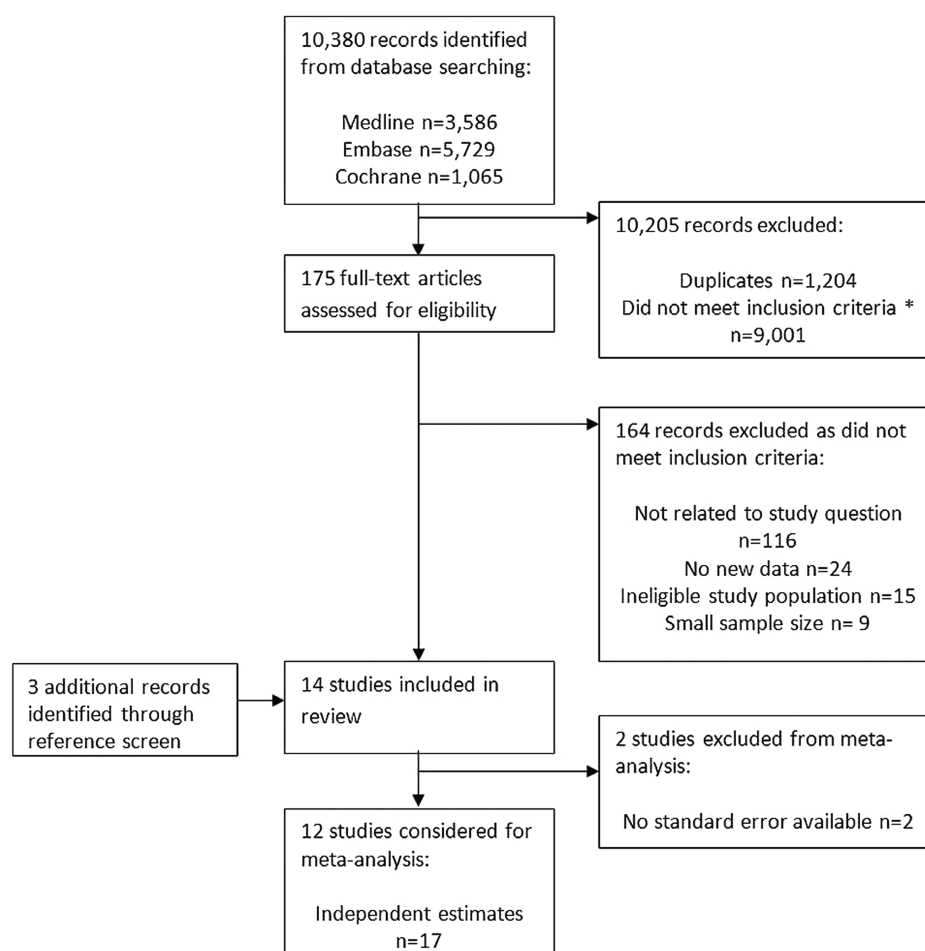 10,380 records identified
from database searching:
Medline n=3,586
Embase n=5,729
Cochrane n=1,065
10,205 records excluded:
Duplicates n=1,204
Did not meet inclusion criteria *
n=9,001
175 full-text articles
assessed for eligibility
164 records excluded as did not
meet inclusion criteria:
Not related to study question
n=116
No new data n=24
Ineligible study population n=15
Small sample size n= 9
3 additional records
identified through
reference screen
14 studies included in
review
2 studies excluded from meta-
analysis:
No standard error available n=2
12 studies considered for
meta-analysis:
Independent estimates
n=17